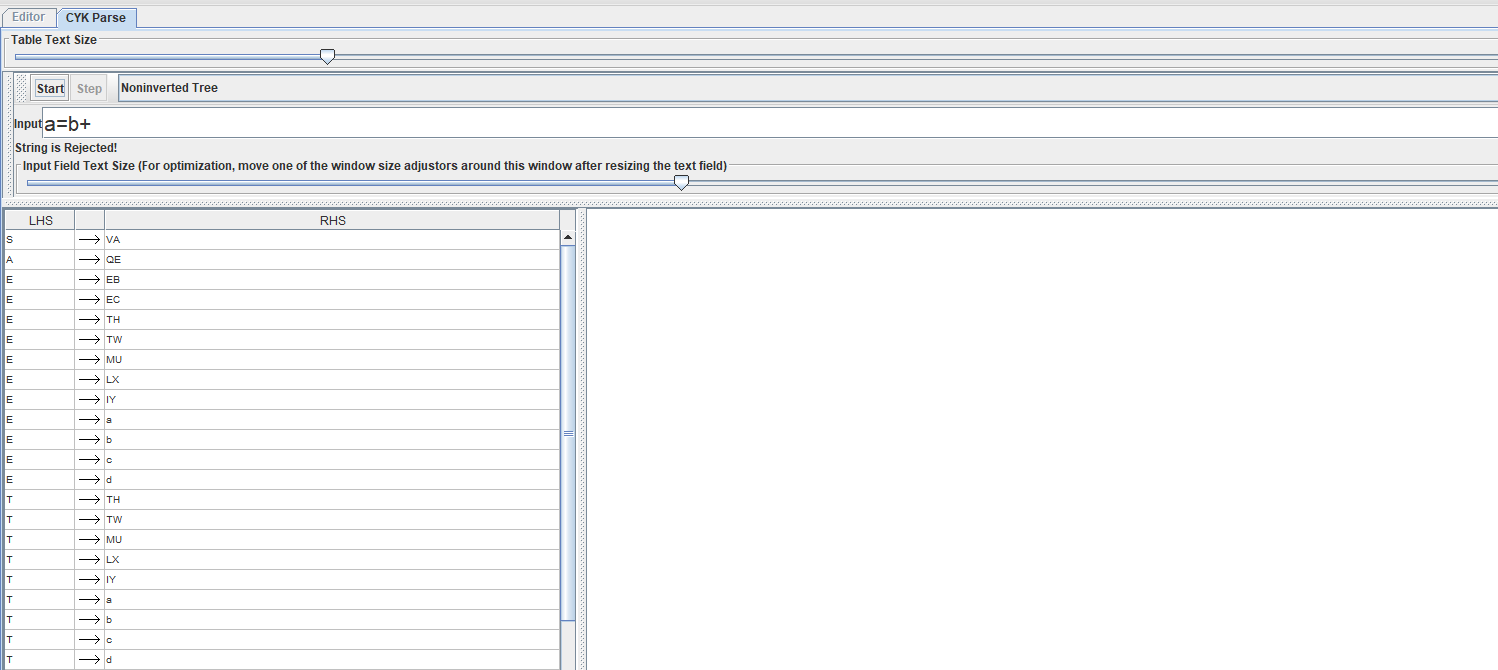 Editor CYK Parse
Table Text Size
Start Step Noninverted Tree
Input a=b+
String is Rejected!
Input Field Text Size (For optimization, move one of the window size adjustors around this window after resizing the text field)
LHS RHS
S → VA
A → QE
E → EB
E → EC
E → TH
E → TW
E → MU
E → LX
E → IY
E → a
E → b
E → c
E → d
T → TH
T → TW
T → MU
T → LX
T → IY
T → a
T → b
T → c
T → d